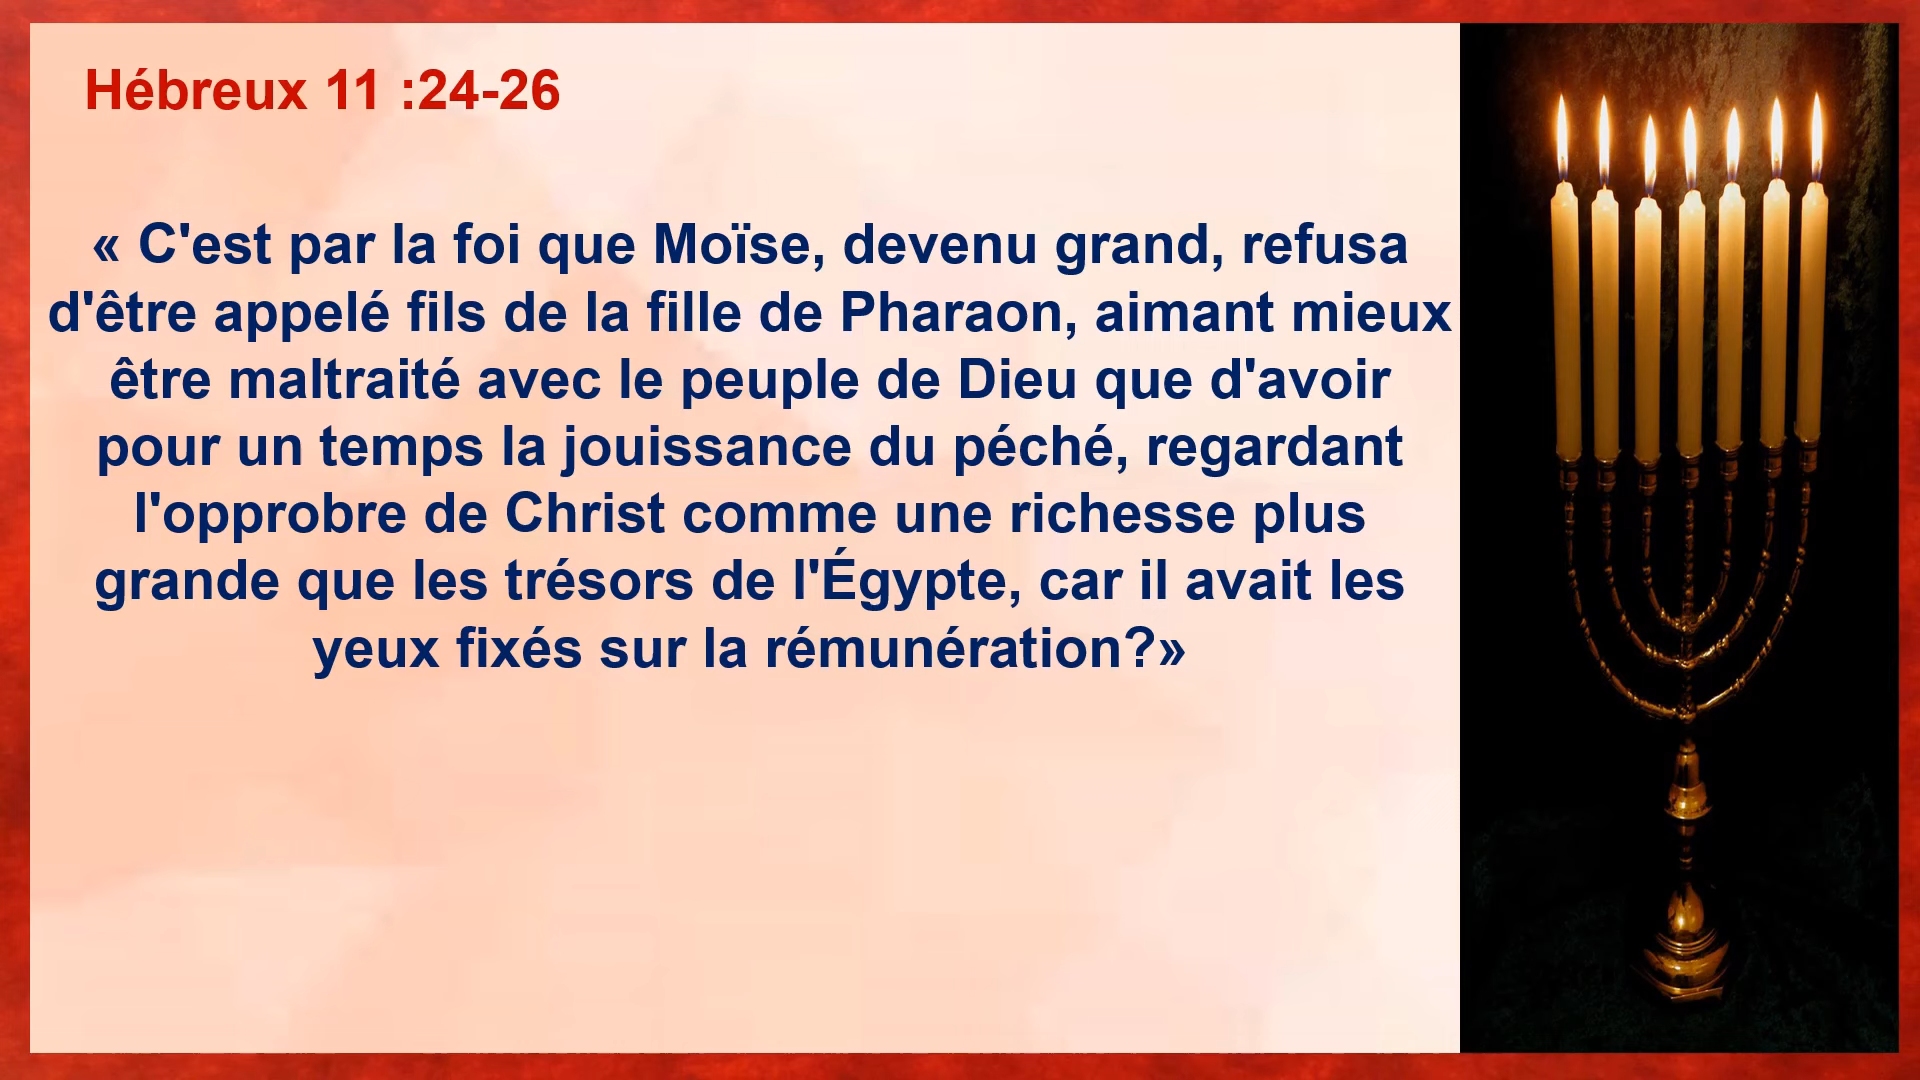 Hébreux 11 :24-26
« C'est par la foi que Moïse, devenu grand, refusa
d'être appelé fils de la fille de Pharaon, aimant mieux
être maltraité avec le peuple de Dieu que d'avoir
pour un temps la jouissance du péché, regardant
l'opprobre de Christ comme une richesse plus
grande que les trésors de l'Égypte, car il avait les
yeux fixés sur la rémunération?»